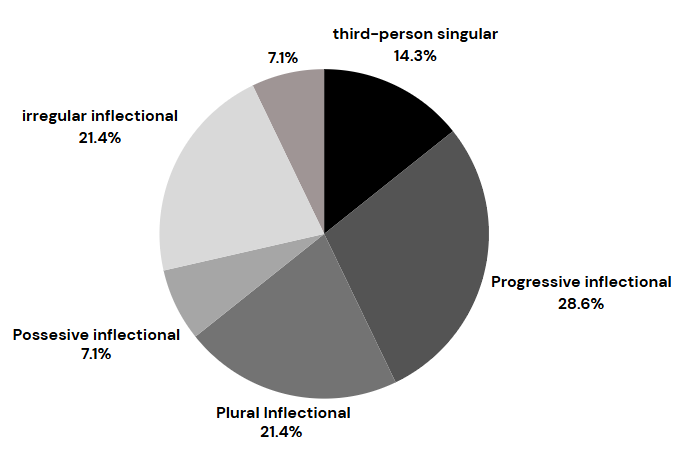 third-person singular
14.3%
7.1%
irregular inflectional
21.4%
Progressive inflectional
28.6%
Possesive inflectional
7.1%
Plural Inflectional
21.4%